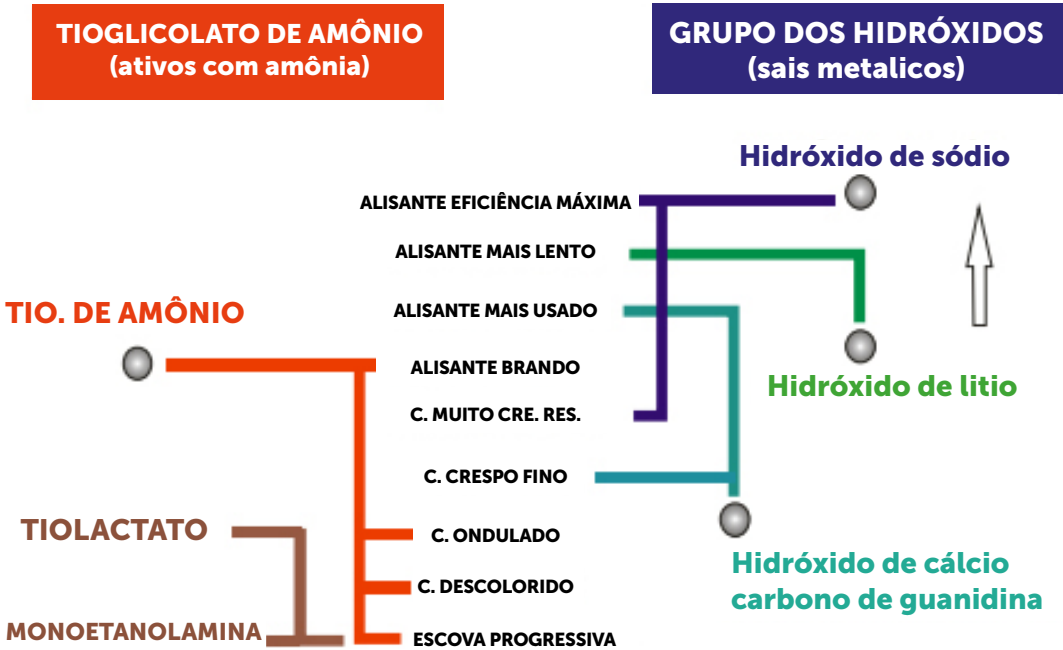 TIOGLICOLATO DE AMÔNIO
(ativos com amônia)
GRUPO DOS HIDRÓXIDOS
(sais metalicos)
Hidróxido de sódio
ALISANTE EFICIÊNCIA MÁXIMA
ALISANTE MAIS LENTO
TIO. DE AMÔNIO
ALISANTE MAIS USADO
ALISANTE BRANDO
Hidróxido de litio
C. MUITO CRE. RES.
C. CRESPO FINO
TIOLACTATO
C. ONDULADO
Hidróxido de cálcio
carbono de guanidina
C. DESCOLORIDO
MONOETANOLAMINA
ESCOVA PROGRESSIVA